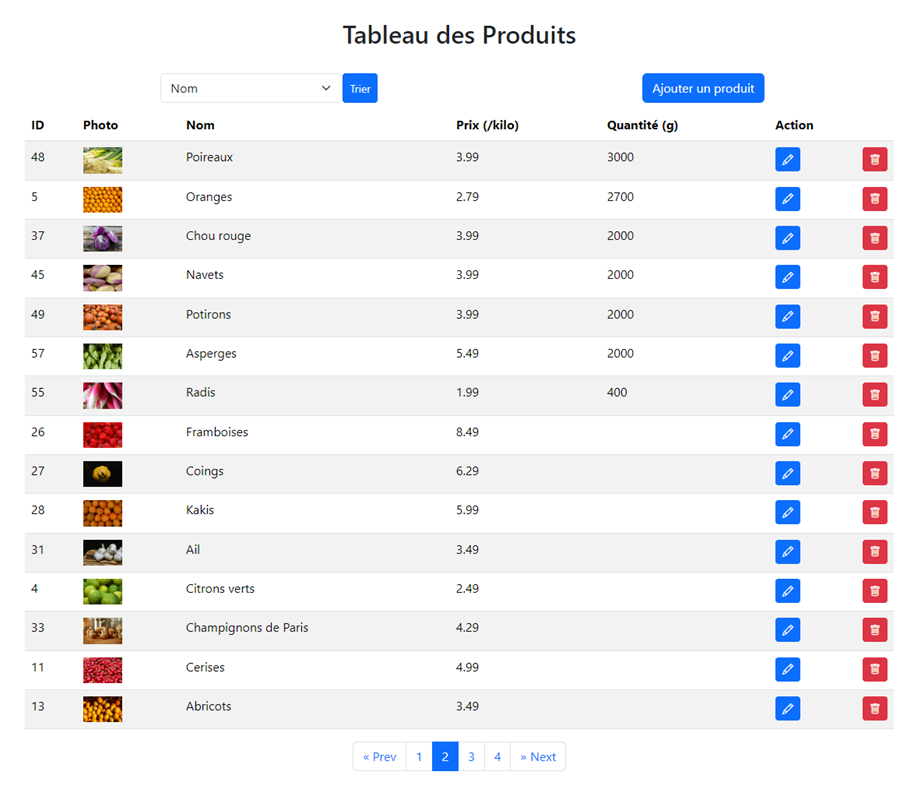 Tableau des Produits
Nom Trier Ajouter un produit
ID Photo Nom Prix (/kilo) Quantité (g) Action
48 Poireaux 3.99 3000
5 Oranges 2.79 2700
37 Chou rouge 3.99 2000
45 Navets 3.99 2000
49 Potirons 3.99 2000
57 Asperges 5.49 2000
55 Radis 1.99 400
26 Framboises 8.49
27 Coings 6.29
28 Kakis 5.99
31 Ail 3.49
4 Citrons verts 2.49
33 Champignons de Paris 4.29
11 Cerises 4.99
13 Abricots 3.49
« Prev 1 2 3 4 » Next